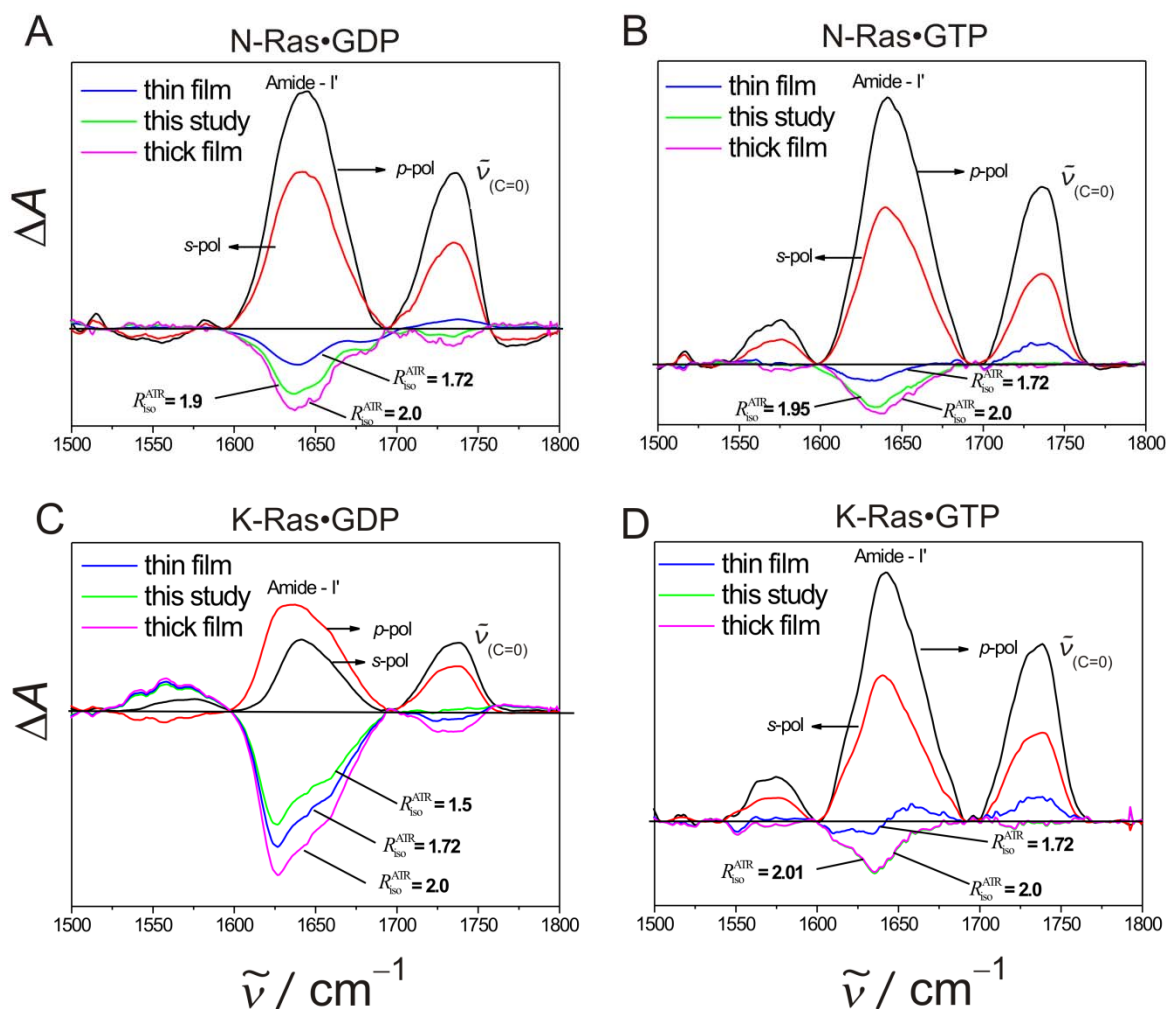 A
N-Ras•GDP
thin film
this study
thick film
Amide - I'
p-pol
ν̃(C=0)
s-pol
ΔA
R_iso^ATR = 1.72
R_iso^ATR = 1.9
R_iso^ATR = 2.0
1500 1550 1600 1650 1700 1750 1800
B
N-Ras•GTP
thin film
this study
thick film
Amide - I'
p-pol
ν̃(C=0)
s-pol
R_iso^ATR = 1.72
R_iso^ATR = 1.95
R_iso^ATR = 2.0
1500 1550 1600 1650 1700 1750 1800
C
K-Ras•GDP
thin film
this study
thick film
Amide - I'
p-pol
s-pol
ν̃(C=0)
ΔA
R_iso^ATR = 1.5
R_iso^ATR = 1.72
R_iso^ATR = 2.0
1500 1550 1600 1650 1700 1750 1800
ν̃ / cm⁻¹
D
K-Ras•GTP
thin film
this study
thick film
Amide - I'
p-pol
ν̃(C=0)
s-pol
R_iso^ATR = 1.72
R_iso^ATR = 2.01
R_iso^ATR = 2.0
1500 1550 1600 1650 1700 1750 1800
ν̃ / cm⁻¹